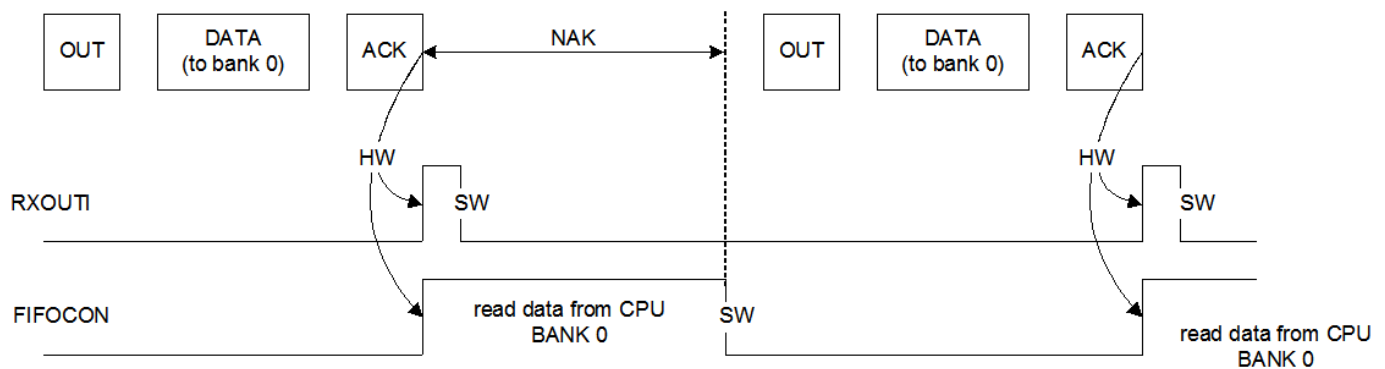 OUT
DATA
(to bank 0)
ACK
NAK
OUT
DATA
(to bank 0)
ACK
HW
HW
RXOUTI
SW
SW
FIFOCON
read data from CPU
BANK 0
SW
read data from CPU
BANK 0